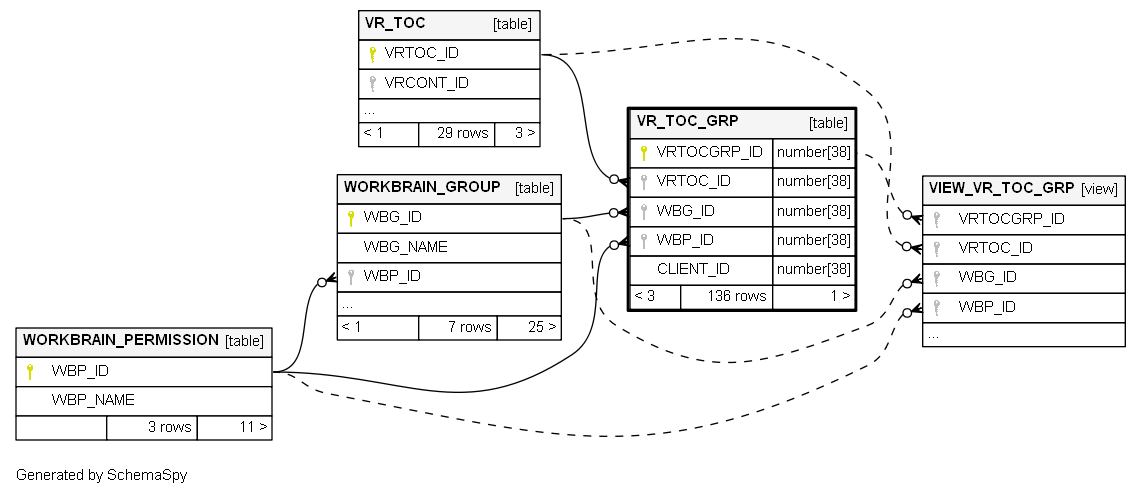 VR_TOC [table]
VRTOC_ID
VRCONT_ID
...
< 1 29 rows 3 >
WORKBRAIN_GROUP [table]
WBG_ID
WBG_NAME
WBP_ID
...
< 1 7 rows 25 >
WORKBRAIN_PERMISSION [table]
WBP_ID
WBP_NAME
3 rows 11 >
VR_TOC_GRP [table]
VRTOCGRP_ID number[38]
VRTOC_ID number[38]
WBG_ID number[38]
WBP_ID number[38]
CLIENT_ID number[38]
< 3 136 rows 1 >
VIEW_VR_TOC_GRP [view]
VRTOCGRP_ID
VRTOC_ID
WBG_ID
WBP_ID
...
Generated by SchemaSpy